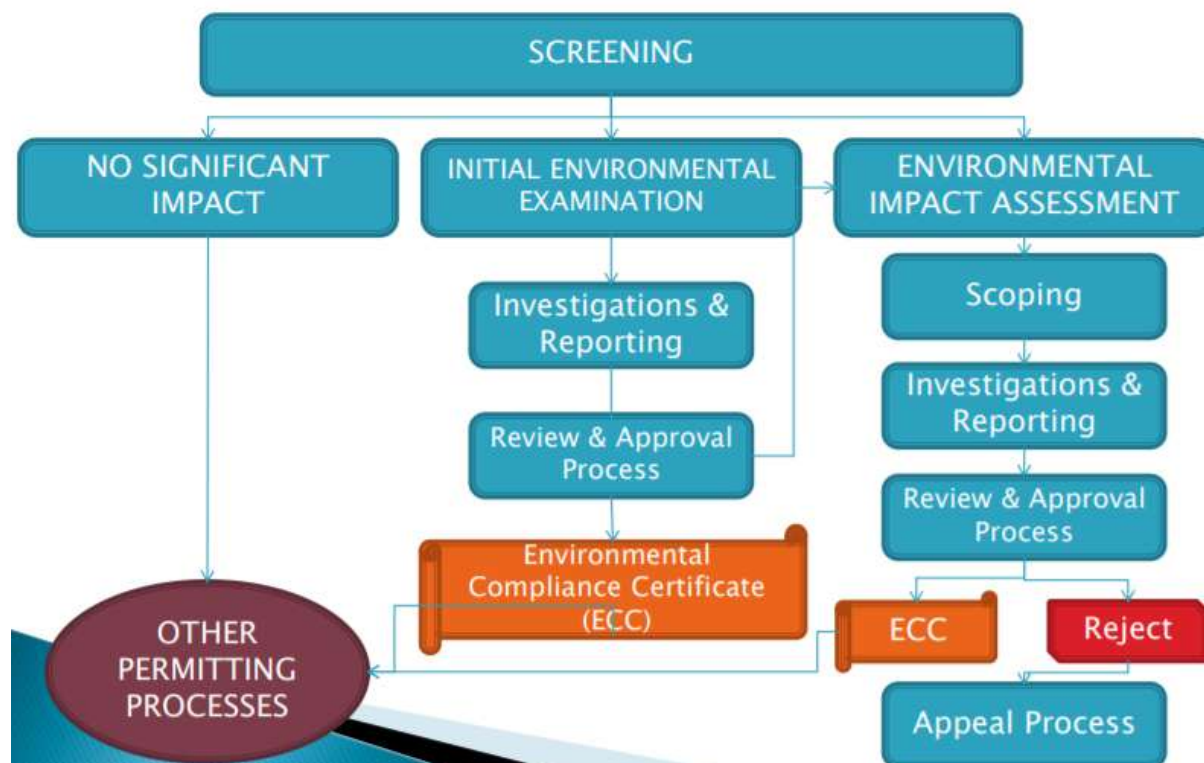 SCREENING
NO SIGNIFICANT
IMPACT
INITIAL ENVIRONMENTAL
EXAMINATION
ENVIRONMENTAL
IMPACT ASSESSMENT
Investigations &
Reporting
Scoping
Investigations &
Reporting
Review & Approval
Process
Review & Approval
Process
Environmental
Compliance Certificate
(ECC)
OTHER
PERMITTING
PROCESSES
ECC
Reject
Appeal Process